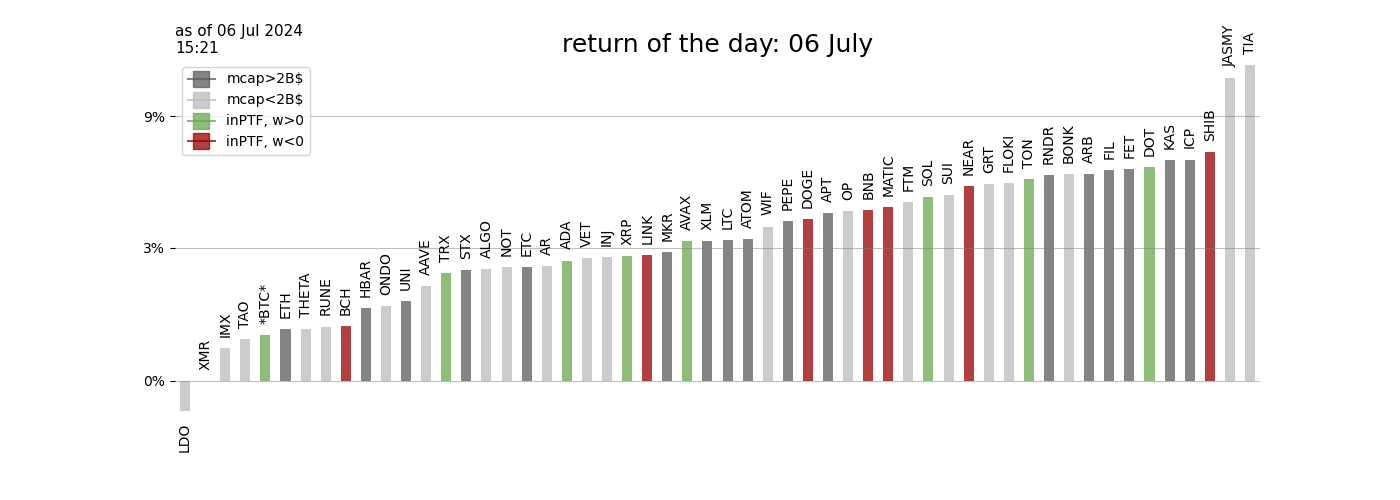 as of 06 Jul 2024
15:21
return of the day: 06 July
mcap>2B$
mcap<2B$
inPTF, w>0
inPTF, w<0
9%
3%
0%
LDO
XMR
IMX
TAO
*BTC*
ETH
THETA
RUNE
BCH
HBAR
ONDO
UNI
AAVE
TRX
STX
ALGO
NOT
ETC
AR
ADA
VET
INJ
XRP
LINK
MKR
AVAX
XLM
LTC
ATOM
WIF
PEPE
DOGE
APT
OP
BNB
MATIC
FTM
SOL
SUI
NEAR
GRT
FLOKI
TON
RNDR
BONK
ARB
FIL
FET
DOT
KAS
ICP
SHIB
JASMY
TIA